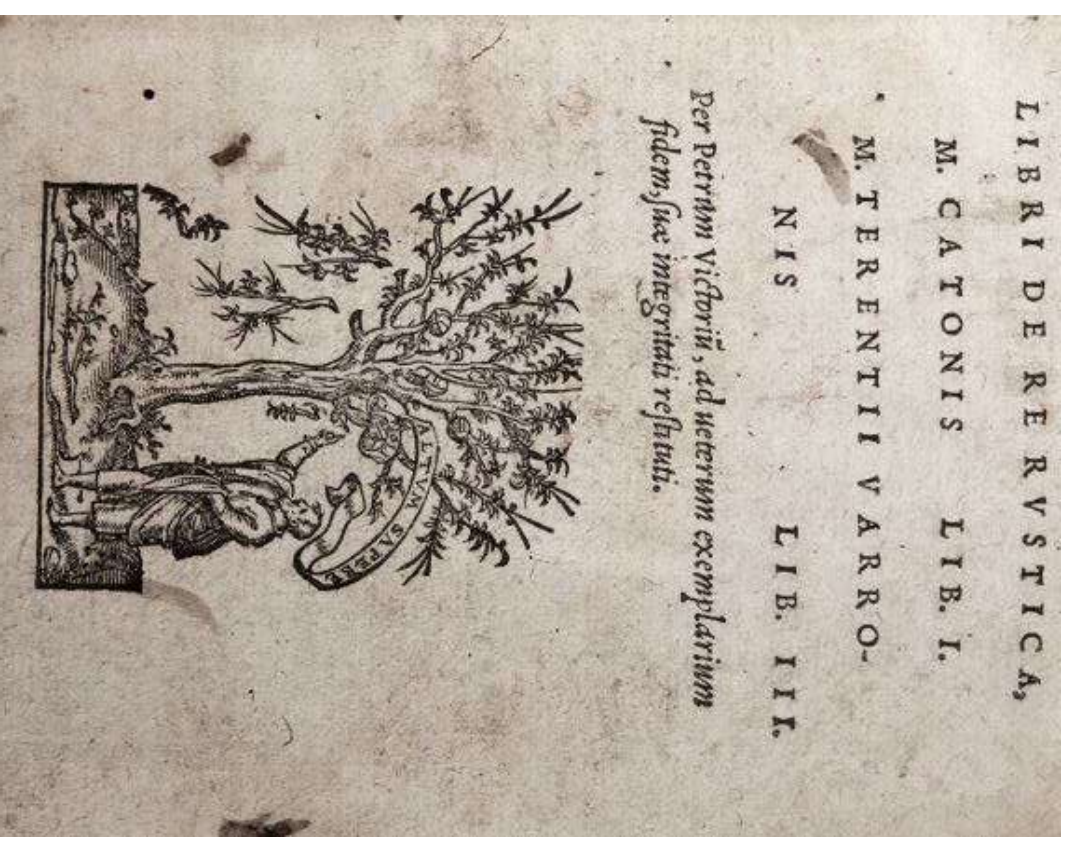 LIBRI DE RE RVSTICA,
M. CATONIS LIB. I.
M. TERENTII VARRO-
NIS LIB. III.
Per Petrum Victoriũ, ad ueterum exemplarium
fidem, ſuæ integritati reſtituti.
ALTVM SAPERE